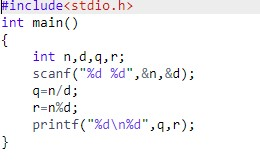 #include<stdio.h>
int main()
{
    int n,d,q,r;
    scanf("%d %d",&n,&d);
    q=n/d;
    r=n%d;
    printf("%d\n%d",q,r);
}